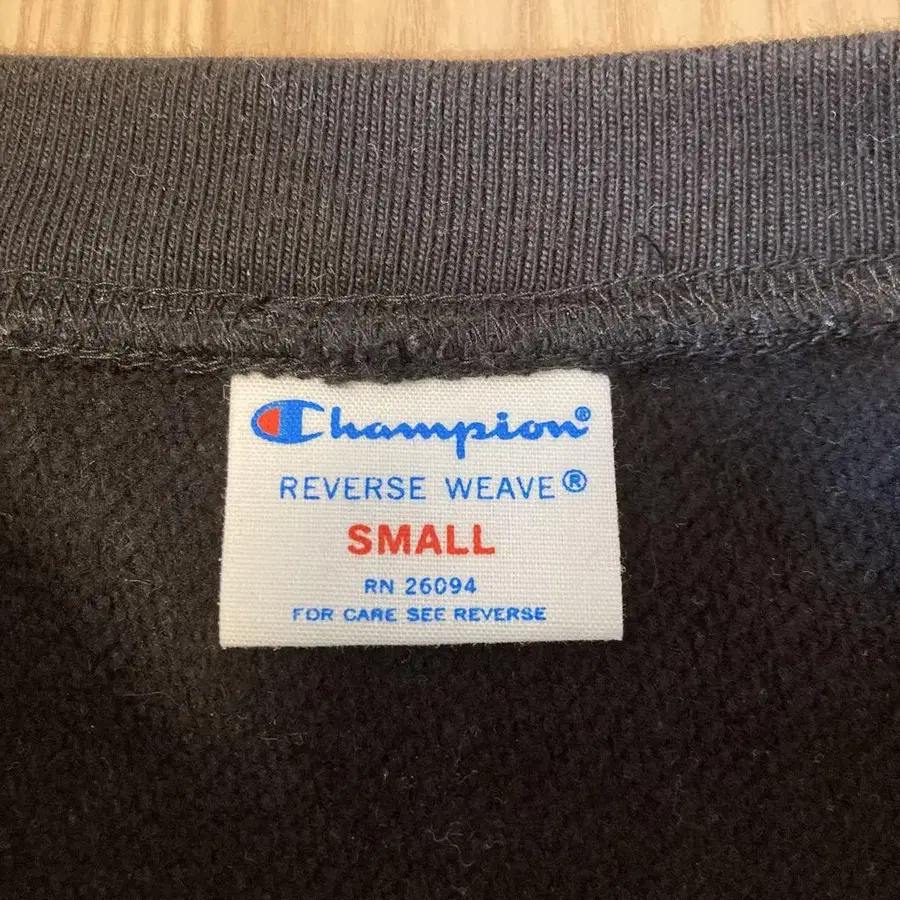 Champion®
REVERSE WEAVE®
SMALL
RN 26094
FOR CARE SEE REVERSE